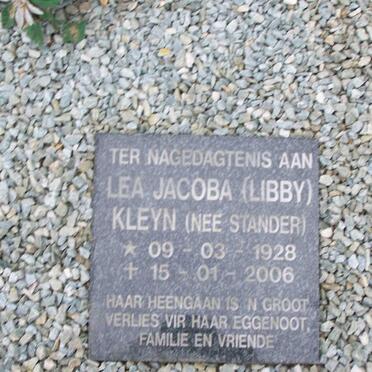 TER NAGEDAGTENIS AAN
LEA JACOBA (LIBBY)
KLEYN (NEE STANDER)
★ 09 - 03 - 1928
✝ 15 - 01 - 2006
HAAR HEENGAAN IS 'N GROOT
VERLIES VIR HAAR EGGENOOT,
FAMILIE EN VRIENDE